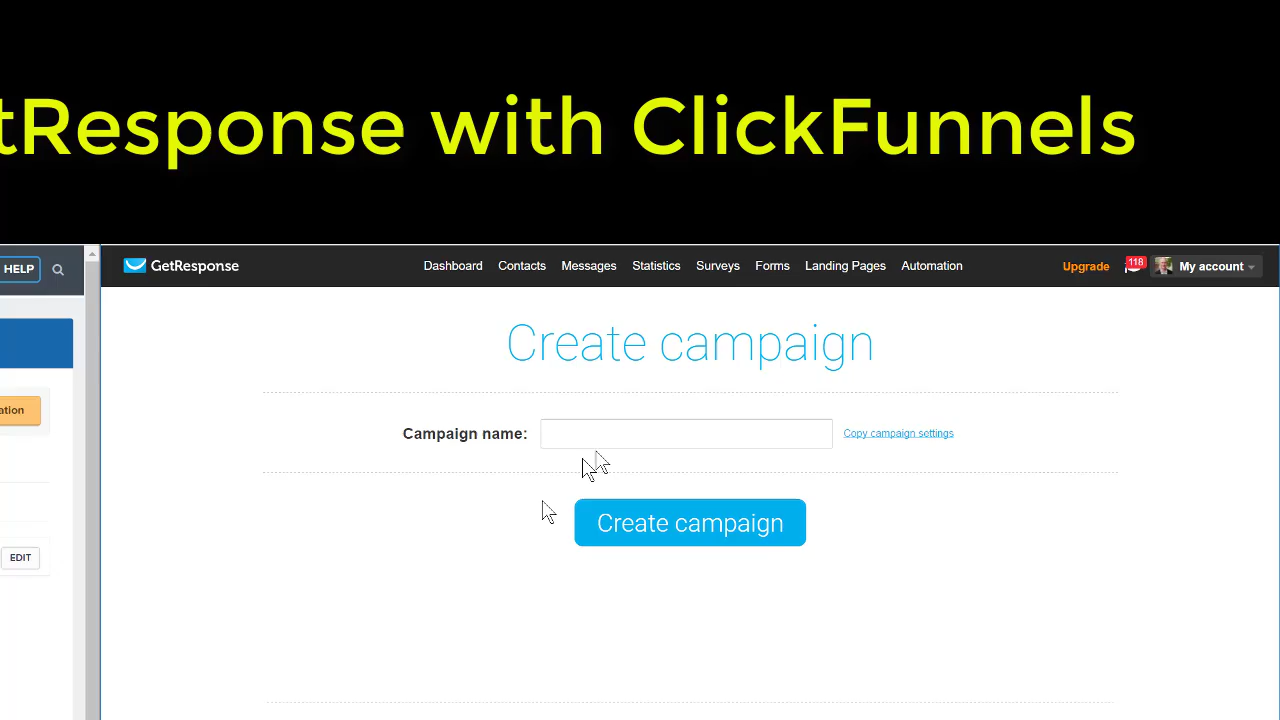 tResponse with ClickFunnels
HELP
GetResponse
Dashboard Contacts Messages Statistics Surveys Forms Landing Pages Automation
Upgrade 118 My account
Create campaign
ation
Campaign name: Copy campaign settings
Create campaign
EDIT